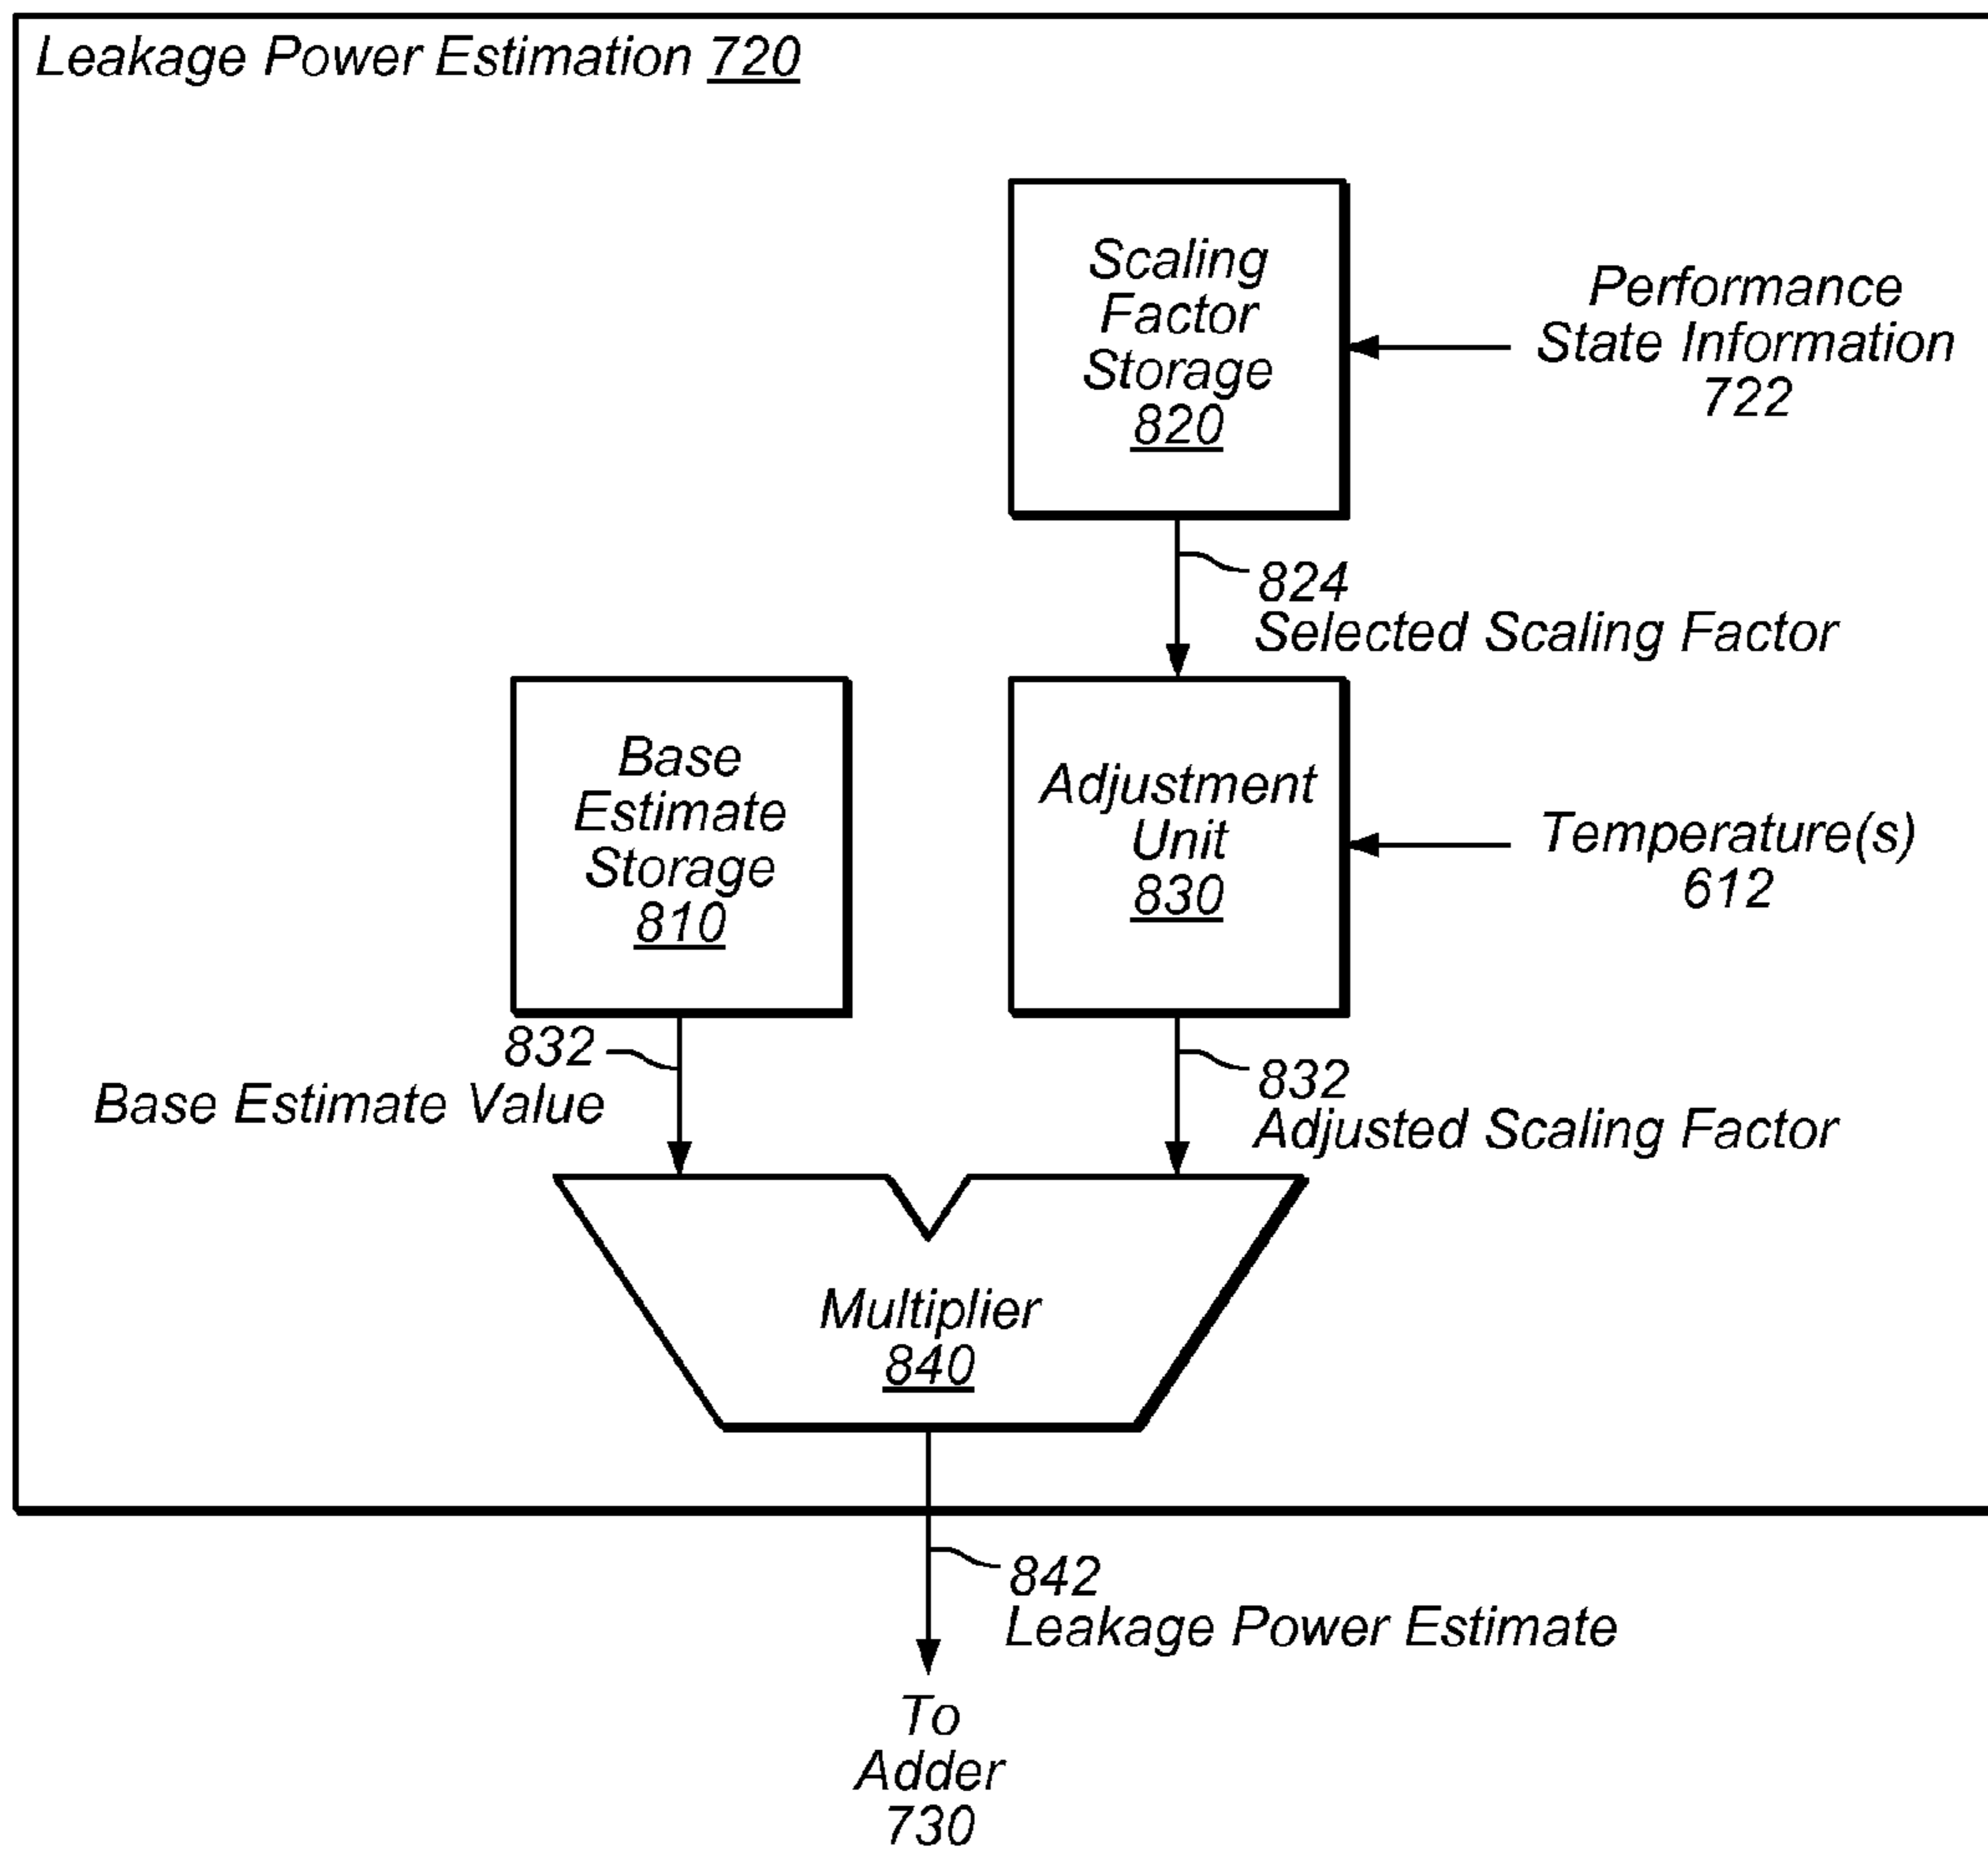 Leakage Power Estimation 720
Scaling
Factor
Storage
820
Performance
State Information
722
824
Selected Scaling Factor
Base
Estimate
Storage
810
Adjustment
Unit
830
Temperature(s)
612
832
Base Estimate Value
832
Adjusted Scaling Factor
Multiplier
840
842
Leakage Power Estimate
To
Adder
730